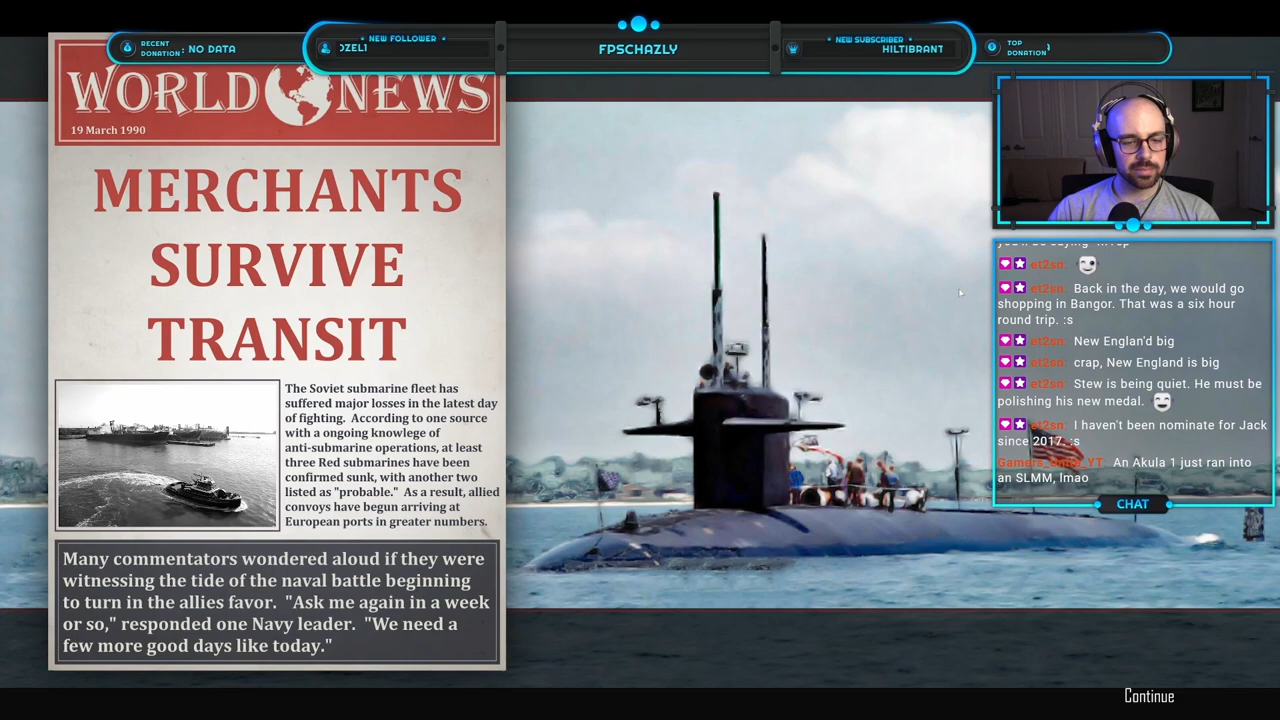 RECENT DONATION : NO DATA
NEW FOLLOWER
OZEL1
FPSCHAZLY
NEW SUBSCRIBER
HILTIBRANT
TOP DONATION
WORLD NEWS
19 March 1990
MERCHANTS
SURVIVE
TRANSIT
The Soviet submarine fleet has
suffered major losses in the latest day
of fighting. According to one source
with a ongoing knowlege of
anti-submarine operations, at least
three Red submarines have been
confirmed sunk, with another two
listed as "probable." As a result, allied
convoys have begun arriving at
European ports in greater numbers.
Many commentators wondered aloud if they were
witnessing the tide of the naval battle beginning
to turn in the allies favor. "Ask me again in a week
or so," responded one Navy leader. "We need a
few more good days like today."
et2sn:
et2sn: Back in the day, we would go
shopping in Bangor. That was a six hour
round trip. :s
et2sn: New Englan'd big
et2sn: crap, New England is big
et2sn: Stew is being quiet. He must be
polishing his new medal.
et2sn: I haven't been nominate for Jack
since 2017. :s
An Akula 1 just ran into
an SLMM, lmao
CHAT
Continue